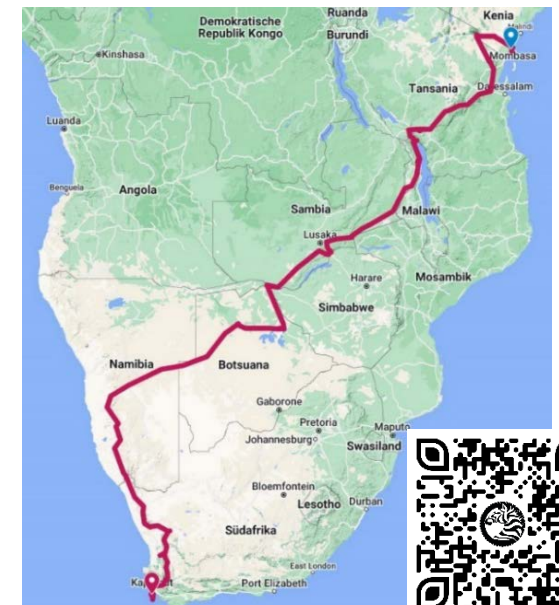 Ruanda
Kenia
Demokratische
Republik Kongo
Burundi
Malindi
Kinshasa
Mombasa
Tansania
Daressalam
Luanda
Benguela
Angola
Sambia
Malawi
Lusaka
Harare
Mosambik
Simbabwe
Namibia
Botsuana
Gaborone
Pretoria
Maputo
Johannesburg
Swasiland
Bloemfontein
Lesotho
Durban
Südafrika
East London
Port Elizabeth